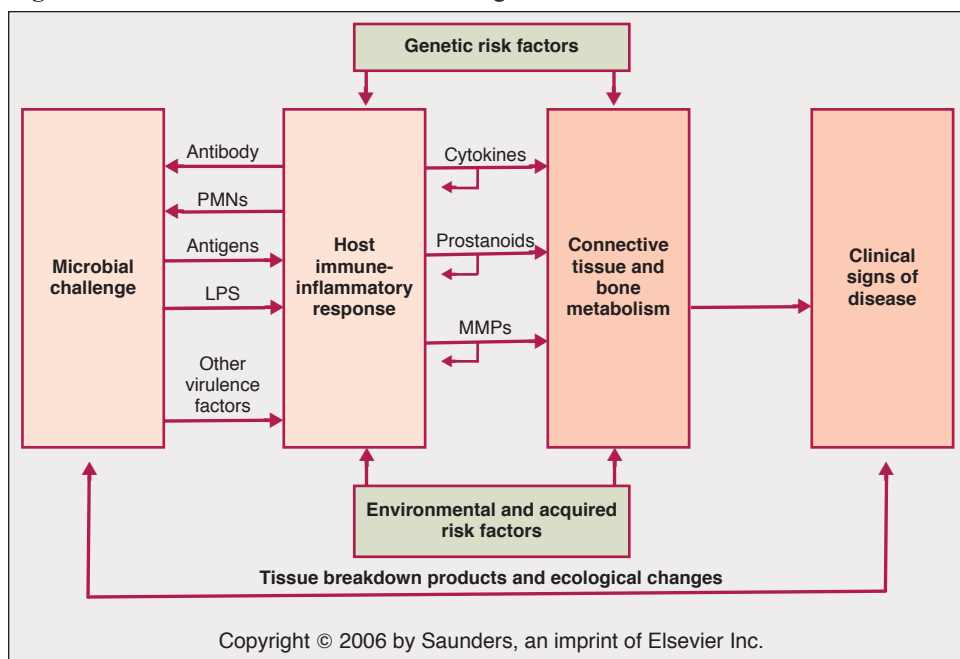 Genetic risk factors
Antibody
PMNs
Antigens
LPS
Other
virulence
factors
Microbial
challenge
Host
immune-
inflammatory
response
Cytokines
Prostanoids
MMPs
Connective
tissue and
bone
metabolism
Clinical
signs of
disease
Environmental and acquired
risk factors
Tissue breakdown products and ecological changes
Copyright © 2006 by Saunders, an imprint of Elsevier Inc.